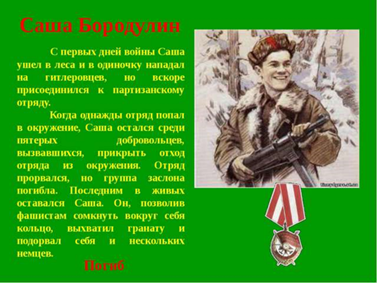 Саша Бородулин
С первых дней войны Саша
ушел в леса и в одиночку нападал
на гитлеровцев, но вскоре
присоединился к партизанскому
отряду.
Когда однажды отряд попал
в окружение, Саша остался среди
пятерых добровольцев,
вызвавшихся, прикрыть отход
отряда из окружения. Отряд
прорвался, но группа заслона
погибла. Последним в живых
оставался Саша. Он, позволив
фашистам сомкнуть вокруг себя
кольцо, выхватил гранату и
подорвал себя и нескольких
немцев.
Погиб